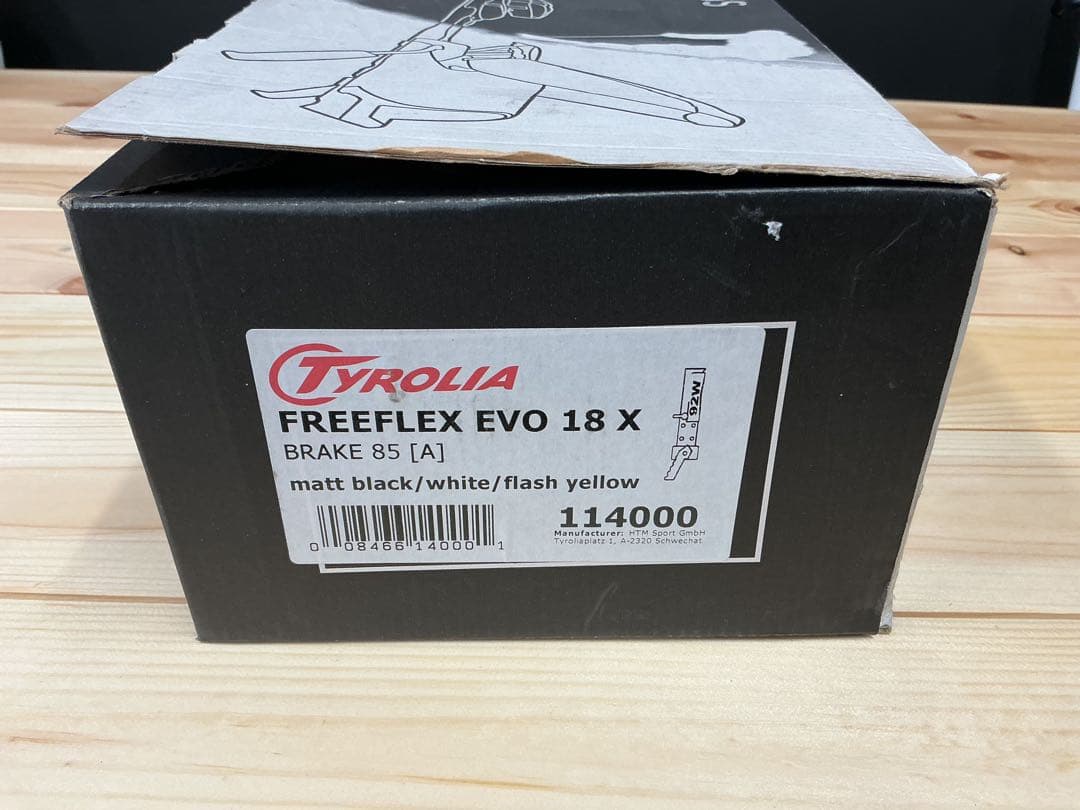 TYROLIA
FREEFLEX EVO 18 X
BRAKE 85 [A]
92W
matt black/white/flash yellow
0 08466 14000 1
114000
Manufacturer: HTM Sport GmbH
Tyroliaplatz 1, A-2320 Schwechat